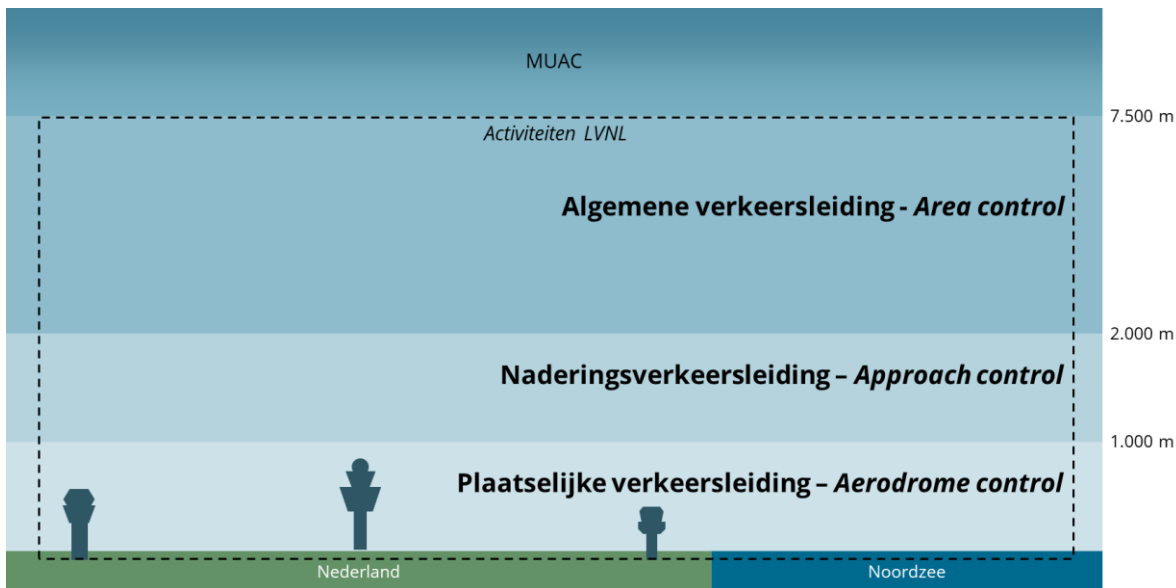 MUAC
7.500 m
Activiteiten LVNL
Algemene verkeersleiding - Area control
2.000 m
Naderingsverkeersleiding – Approach control
1.000 m
Plaatselijke verkeersleiding – Aerodrome control
Nederland
Noordzee